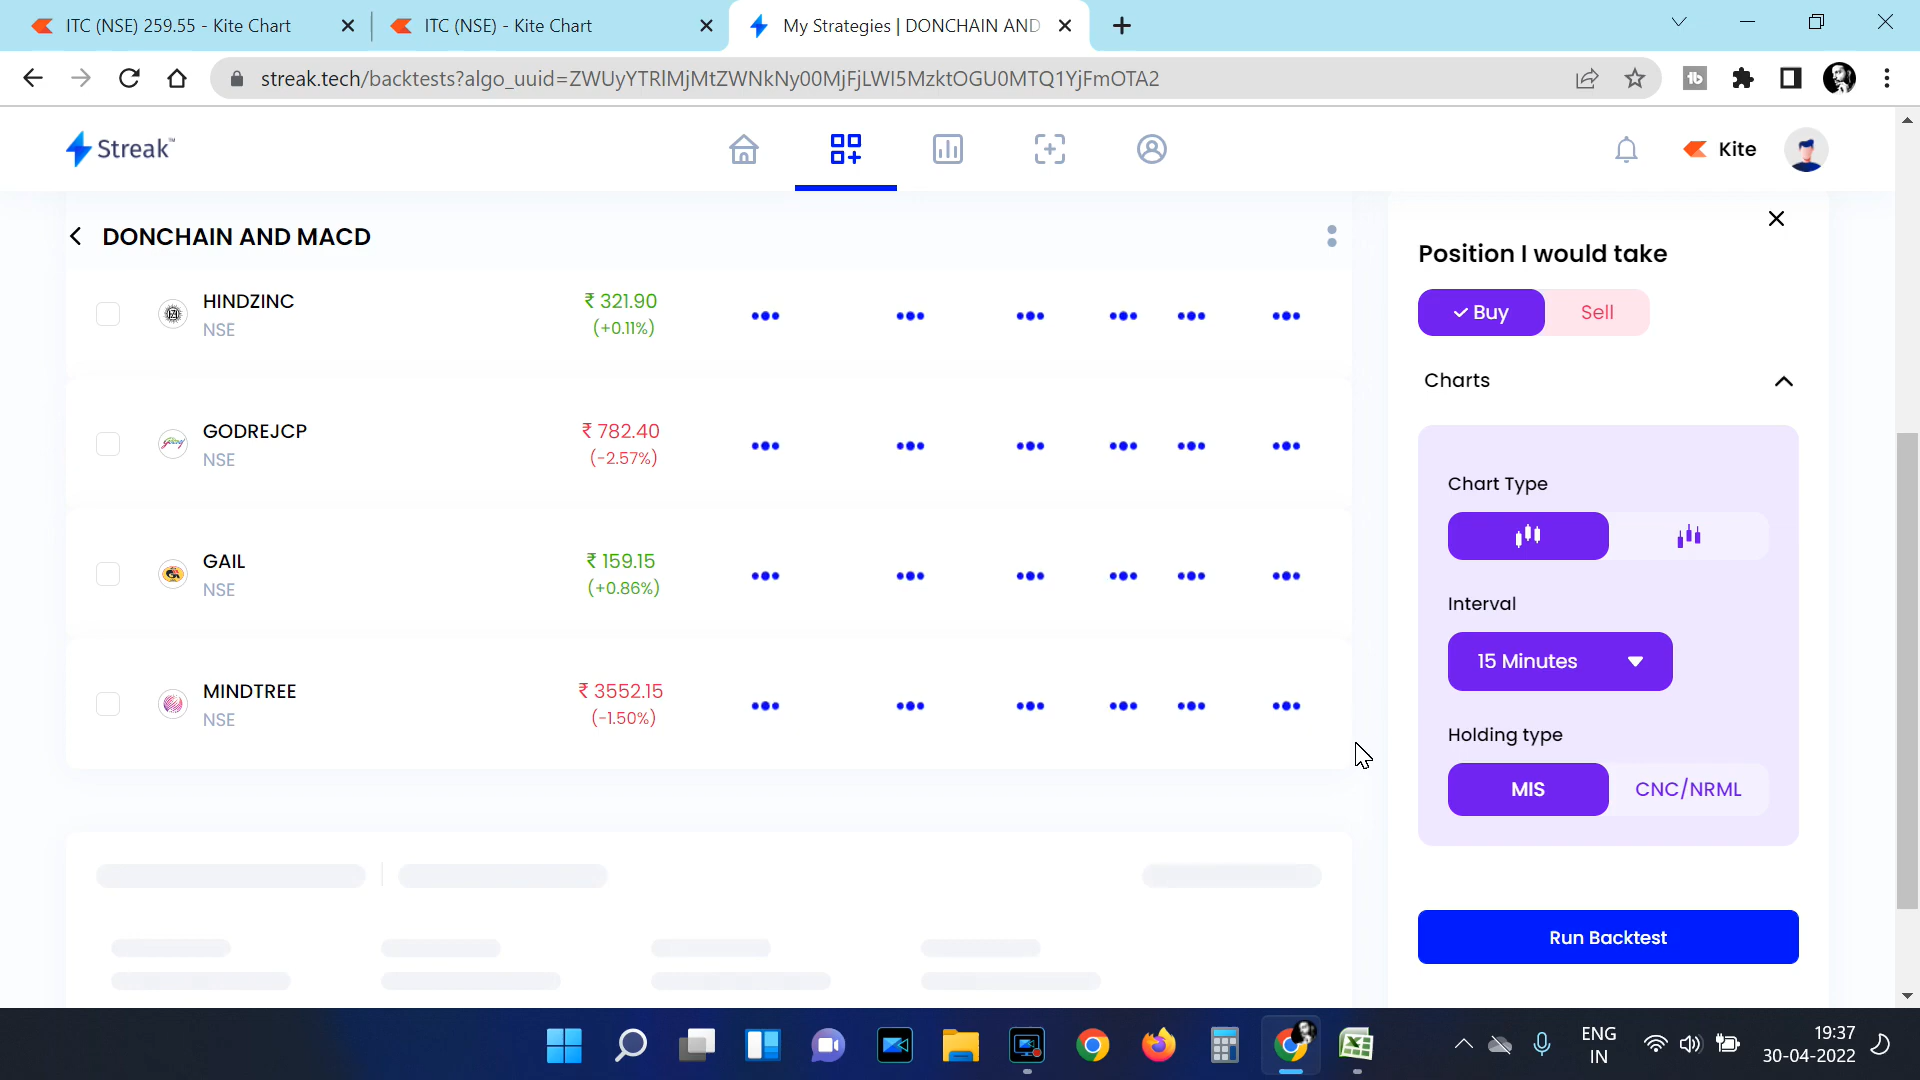 ITC (NSE) 259.55 - Kite Chart
ITC (NSE) - Kite Chart
My Strategies | DONCHAIN AND
streak.tech/backtests?algo_uuid=ZWUyYTRlMjMtZWNkNy00MjFjLWI5MzktOGU0MTQ1YjFmOTA2
Streak™
Kite
DONCHAIN AND MACD
HINDZINC
NSE
₹ 321.90
(+0.11%)
GODREJCP
NSE
₹ 782.40
(-2.57%)
GAIL
NSE
₹ 159.15
(+0.86%)
MINDTREE
NSE
₹ 3552.15
(-1.50%)
Position I would take
Buy
Sell
Charts
Chart Type
Interval
15 Minutes
Holding type
MIS
CNC/NRML
Run Backtest
ENG
IN
19:37
30-04-2022